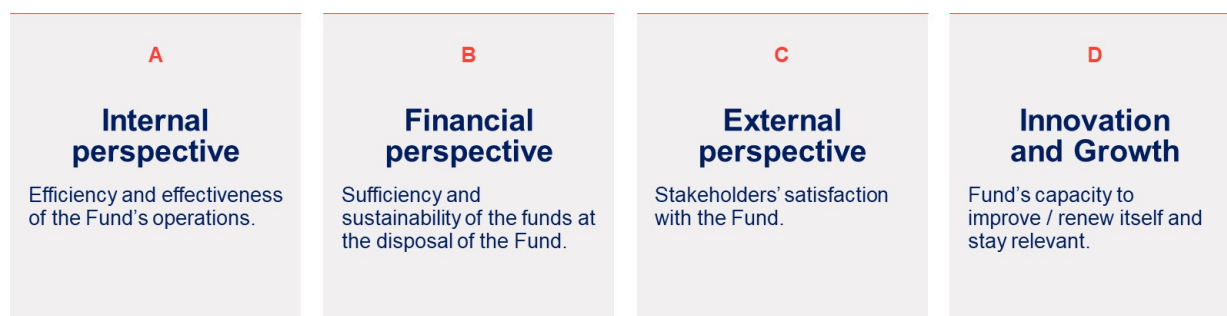 A
Internal
perspective
Efficiency and effectiveness
of the Fund's operations.
B
Financial
perspective
Sufficiency and
sustainability of the funds at
the disposal of the Fund.
C
External
perspective
Stakeholders' satisfaction
with the Fund.
D
Innovation
and Growth
Fund's capacity to
improve / renew itself and
stay relevant.